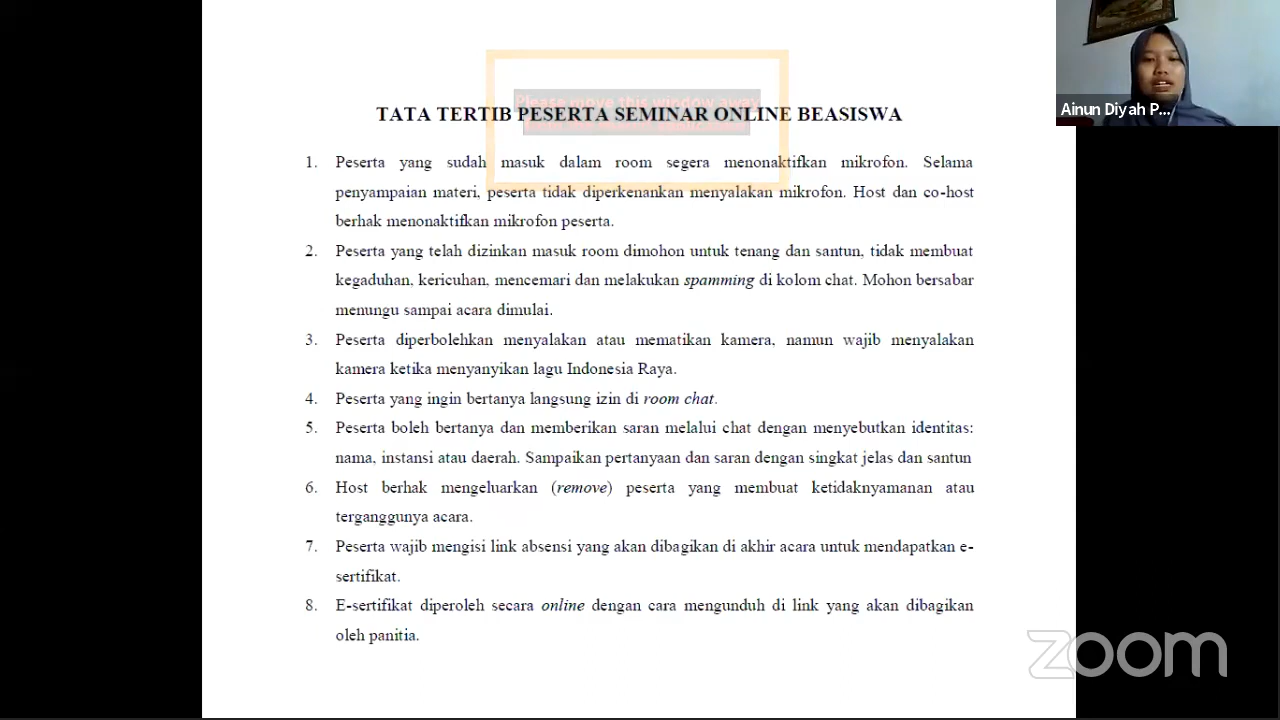 Please move this window away
TATA TERTIB PESERTA SEMINAR ONLINE BEASISWA
Ainun Diyah P...
1. Peserta yang sudah masuk dalam room segera menonaktifkan mikrofon. Selama
penyampaian materi, peserta tidak diperkenankan menyalakan mikrofon. Host dan co-host
berhak menonaktifkan mikrofon peserta.
2. Peserta yang telah dizinkan masuk room dimohon untuk tenang dan santun, tidak membuat
kegaduhan, kericuhan, mencemari dan melakukan spamming di kolom chat. Mohon bersabar
menungu sampai acara dimulai.
3. Peserta diperbolehkan menyalakan atau mematikan kamera, namun wajib menyalakan
kamera ketika menyanyikan lagu Indonesia Raya.
4. Peserta yang ingin bertanya langsung izin di room chat.
5. Peserta boleh bertanya dan memberikan saran melalui chat dengan menyebutkan identitas:
nama, instansi atau daerah. Sampaikan pertanyaan dan saran dengan singkat jelas dan santun
6. Host berhak mengeluarkan (remove) peserta yang membuat ketidaknyamanan atau
terganggunya acara.
7. Peserta wajib mengisi link absensi yang akan dibagikan di akhir acara untuk mendapatkan e-
sertifikat.
8. E-sertifikat diperoleh secara online dengan cara mengunduh di link yang akan dibagikan
oleh panitia.
zoom